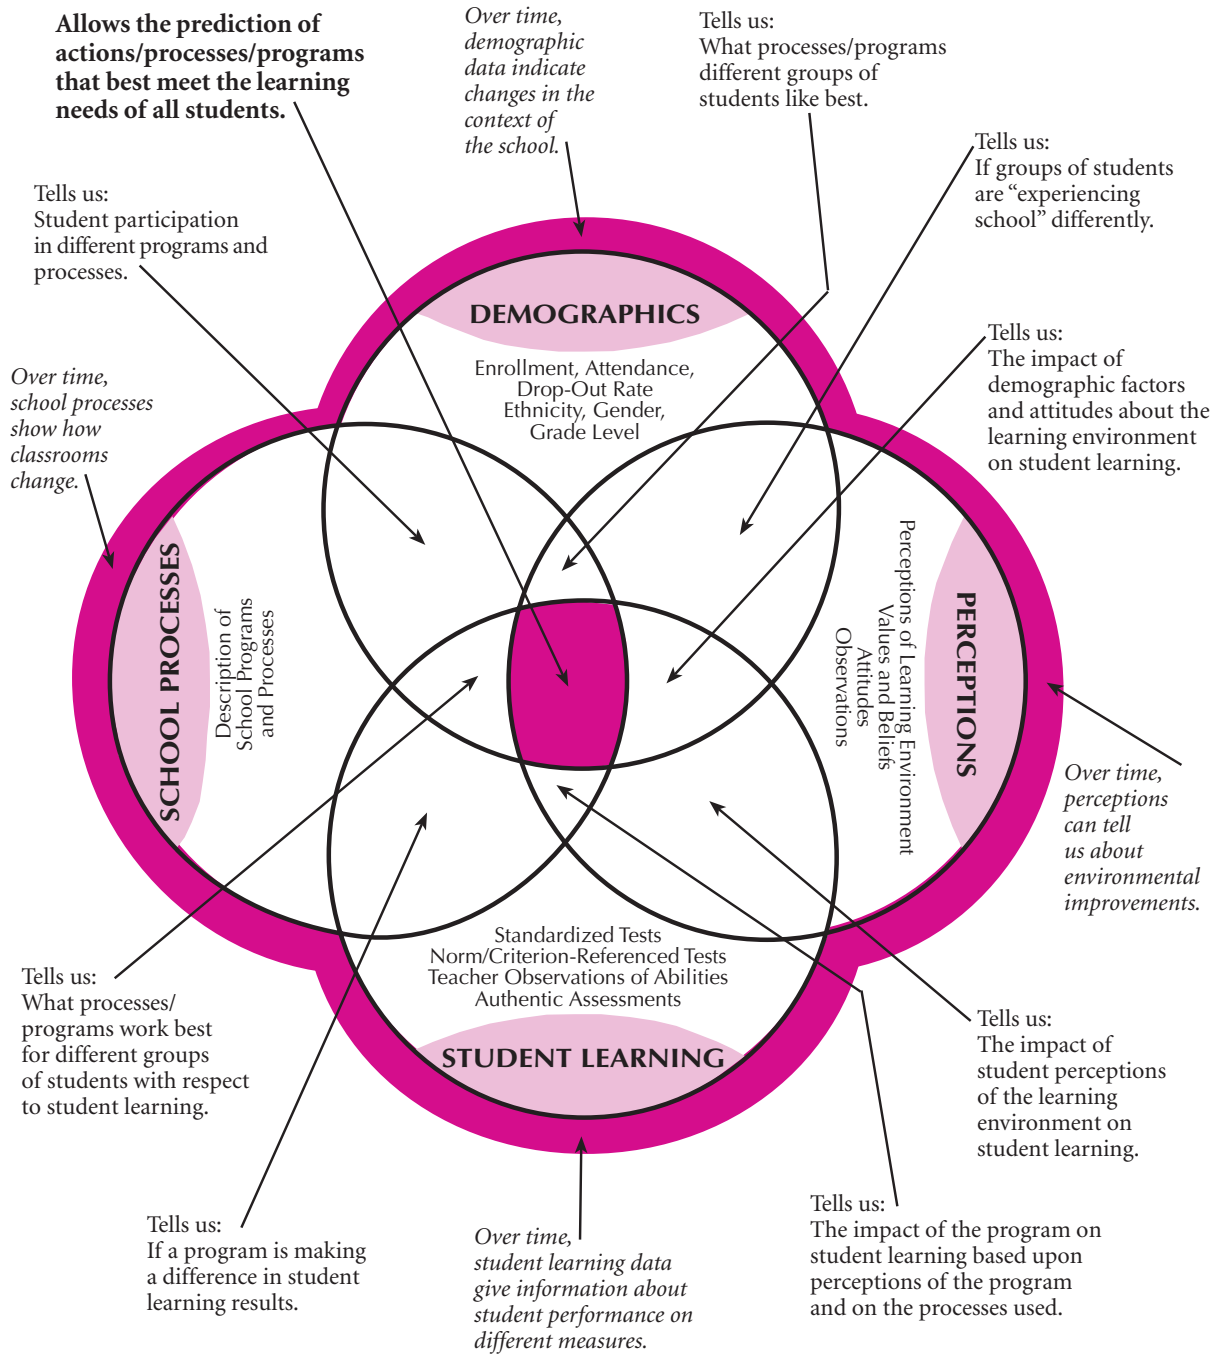 Allows the prediction of
actions/processes/programs
that best meet the learning
needs of all students.
Over time,
demographic
data indicate
changes in the
context of
the school.
Tells us:
What processes/programs
different groups of
students like best.
Tells us:
If groups of students
are “experiencing
school” differently.
Tells us:
Student participation
in different programs and
processes.
DEMOGRAPHICS
Enrollment, Attendance,
Drop-Out Rate
Ethnicity, Gender,
Grade Level
Tells us:
The impact of
demographic factors
and attitudes about the
learning environment
on student learning.
Over time,
school processes
show how
classrooms
change.
SCHOOL PROCESSES
Description of
School Programs
and Processes
PERCEPTIONS
Perceptions of Learning Environment
Values and Beliefs
Attitudes
Observations
Over time,
perceptions
can tell
us about
environmental
improvements.
Standardized Tests
Norm/Criterion-Referenced Tests
Teacher Observations of Abilities
Authentic Assessments
STUDENT LEARNING
Tells us:
What processes/
programs work best
for different groups
of students with respect
to student learning.
Tells us:
The impact of
student perceptions
of the learning
environment on
student learning.
Tells us:
If a program is making
a difference in student
learning results.
Over time,
student learning data
give information about
student performance on
different measures.
Tells us:
The impact of the program on
student learning based upon
perceptions of the program
and on the processes used.